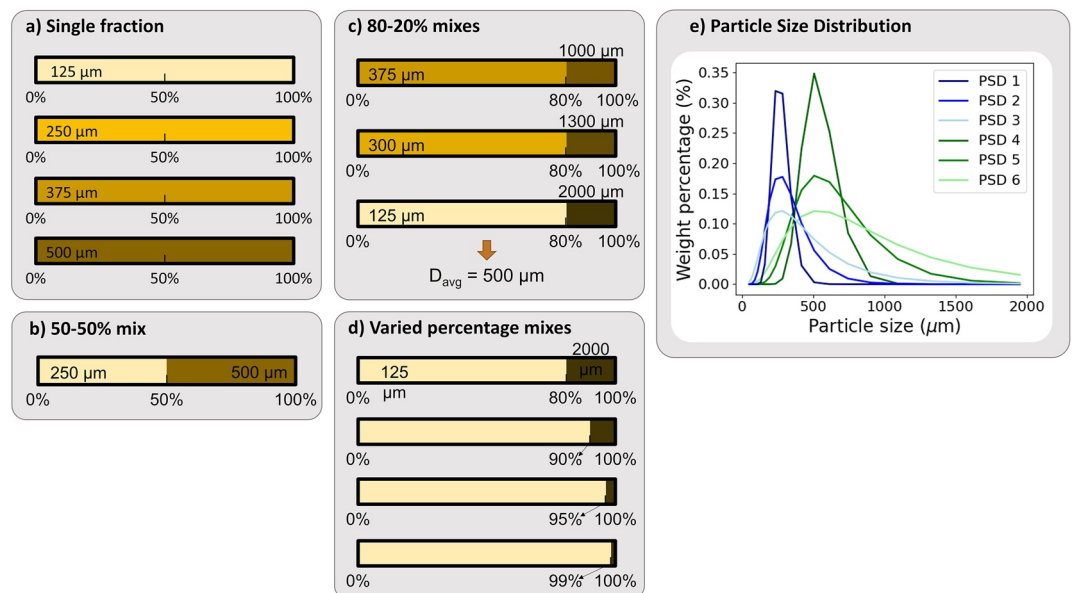 a) Single fraction
125 µm
0% 50% 100%
250 µm
0% 50% 100%
375 µm
0% 50% 100%
500 µm
0% 50% 100%
b) 50-50% mix
250 µm 500 µm
0% 50% 100%
c) 80-20% mixes
1000 µm
375 µm
0% 80% 100%
1300 µm
300 µm
0% 80% 100%
2000 µm
125 µm
0% 80% 100%
Davg = 500 µm
d) Varied percentage mixes
2000
125 µm
µm
0% 80% 100%
0% 90% 100%
0% 95% 100%
0% 99% 100%
e) Particle Size Distribution
Weight percentage (%)
0.35
0.30
0.25
0.20
0.15
0.10
0.05
0.00
PSD 1
PSD 2
PSD 3
PSD 4
PSD 5
PSD 6
0 500 1000 1500 2000
Particle size (µm)